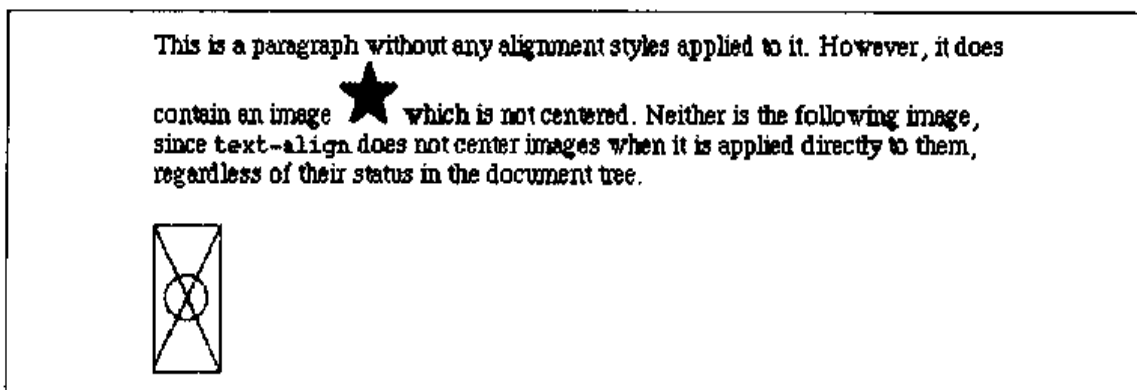 This is a paragraph without any alignment styles applied to it. However, it does
contain an image which is not centered. Neither is the following image,
since text-align does not center images when it is applied directly to them,
regardless of their status in the document tree.